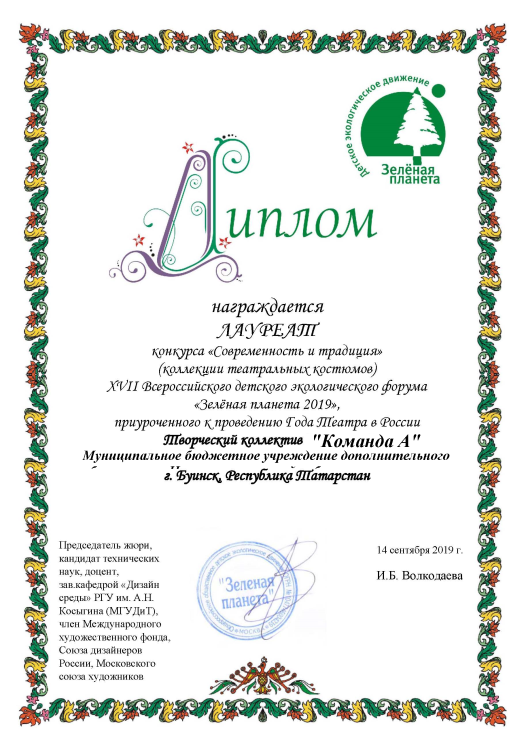 Детское экологическое движение
Зелёная
планета
Диплом
награждается
ЛАУРЕАТ
конкурса «Современность и традиция»
(коллекции театральных костюмов)
XVII Всероссийского детского экологического форума
«Зелёная планета 2019»,
приуроченного к проведению Года Театра в России
Творческий коллектив "Команда А"
Муниципальное бюджетное учреждение дополнительного
г. Буинск, Республика Татарстан
Председатель жюри,
кандидат технических
наук, доцент,
зав.кафедрой «Дизайн
среды» РГУ им. А.Н.
Косыгина (МГУДиТ),
член Международного
художественного фонда,
Союза дизайнеров
России, Московского
союза художников
"Зеленая
планета"
14 сентября 2019 г.
И.Б. Волкодаева